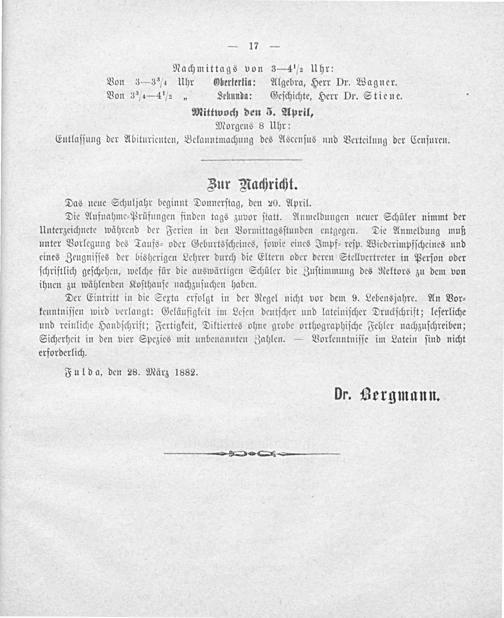 — 17 —
Nachmittags von 3—4½ Uhr:
Von 3—3¾ Uhr Obertertia: Algebra, Herr Dr. Wagner.
Von 3¾—4½ „ Sekunda: Geschichte, Herr Dr. Stiene.
Mittwoch den 5. April,
Morgens 8 Uhr:
Entlassung der Abiturienten, Bekanntmachung des Ascensus und Verteilung der Censuren.
Zur Nachricht.
Das neue Schuljahr beginnt Donnerstag, den 20. April.
Die Aufnahme-Prüfungen finden tags zuvor statt. Anmeldungen neuer Schüler nimmt der
Unterzeichnete während der Ferien in den Vormittagsstunden entgegen. Die Anmeldung muß
unter Vorlegung des Tauf- oder Geburtsscheines, sowie eines Impf- resp. Wiederimpfscheines und
eines Zeugnisses der bisherigen Lehrer durch die Eltern oder deren Stellvertreter in Person oder
schriftlich geschehen, welche für die auswärtigen Schüler die Zustimmung des Rektors zu dem von
ihnen zu wählenden Kosthause nachzusuchen haben.
Der Eintritt in die Sexta erfolgt in der Regel nicht vor dem 9. Lebensjahre. An Vor-
kenntnissen wird verlangt: Geläufigkeit im Lesen deutscher und lateinischer Druckschrift; leserliche
und reinliche Handschrift; Fertigkeit, Diktiertes ohne grobe orthographische Fehler nachzuschreiben;
Sicherheit in den vier Spezies mit unbenannten Zahlen. — Vorkenntnisse im Latein sind nicht
erforderlich.
Fulda, den 28. März 1882.
Dr. Bergmann.